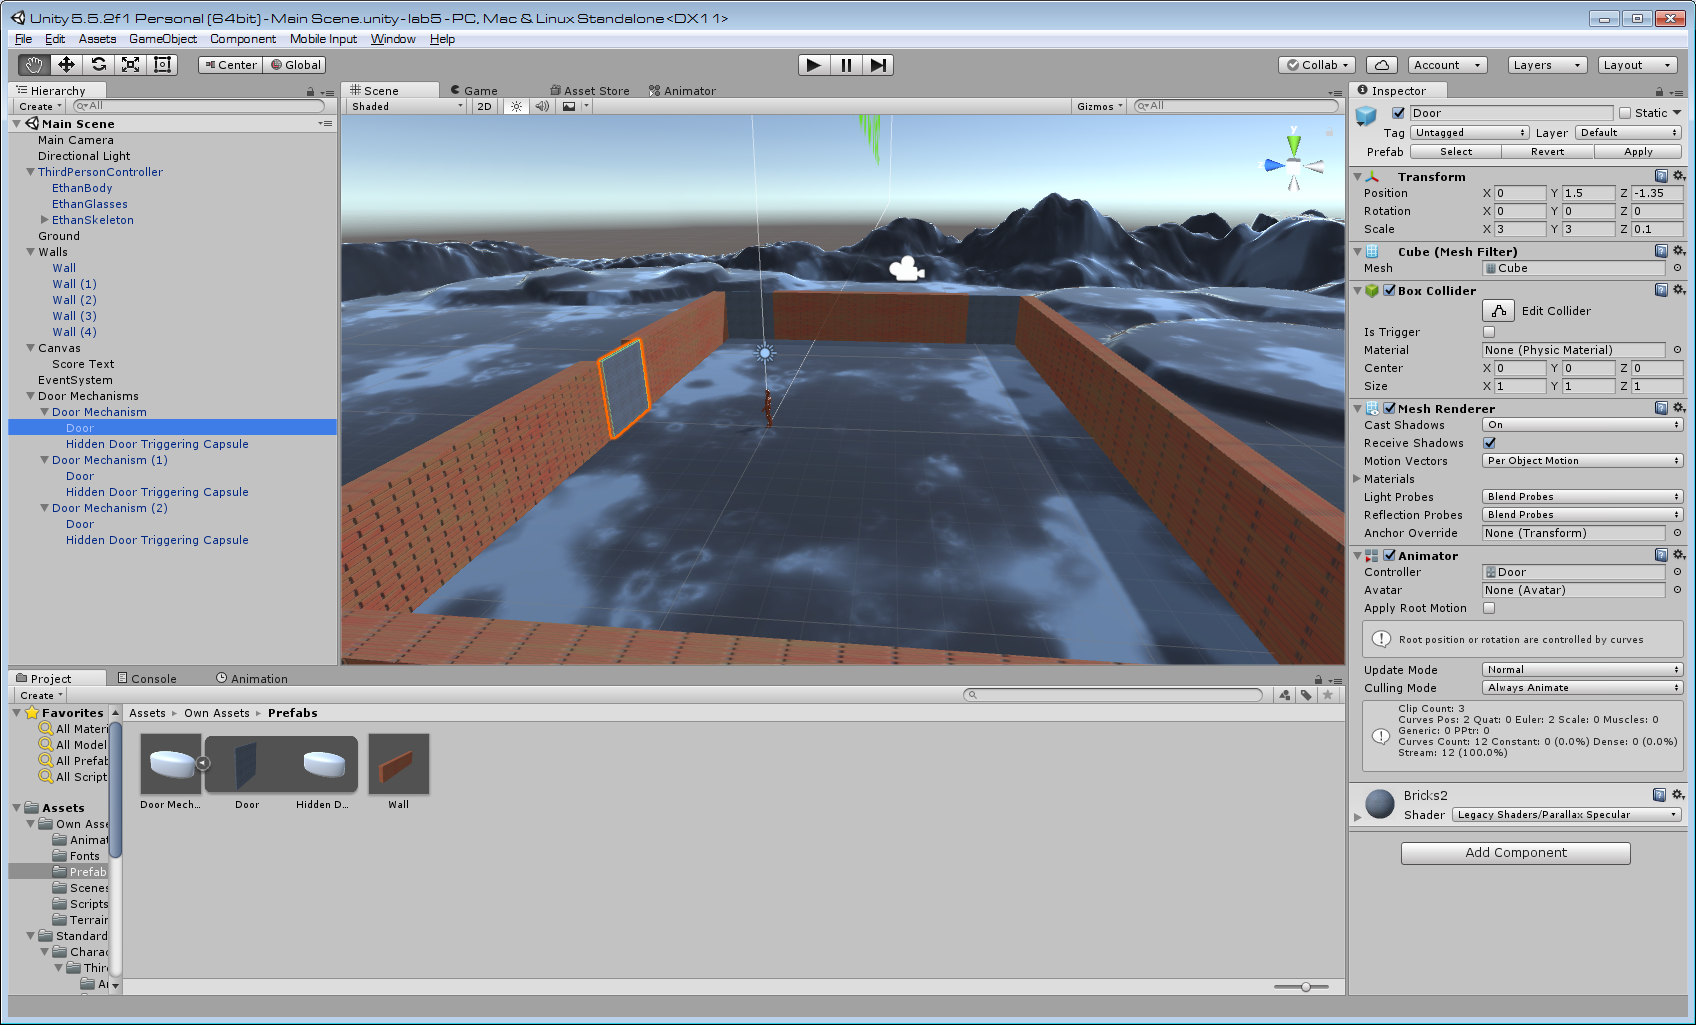 Unity 5.5.2f1 Personal (64bit) - Main Scene.unity - lab5 - PC, Mac & Linux Standalone <DX11>
File Edit Assets GameObject Component Mobile Input Window Help
Center Global Collab Account Layers Layout
Hierarchy
Create All
Main Scene
Main Camera
Directional Light
ThirdPersonController
EthanBody
EthanGlasses
EthanSkeleton
Ground
Walls
Wall
Wall (1)
Wall (2)
Wall (3)
Wall (4)
Canvas
Score Text
EventSystem
Door Mechanisms
Door Mechanism
Door
Hidden Door Triggering Capsule
Door Mechanism (1)
Door
Hidden Door Triggering Capsule
Door Mechanism (2)
Door
Hidden Door Triggering Capsule
Scene Game Asset Store Animator
Shaded 2D Gizmos All
y
Inspector
Door Static
Tag Untagged Layer Default
Prefab Select Revert Apply
Transform
Position X 0 Y 1.5 Z -1.35
Rotation X 0 Y 0 Z 0
Scale X 3 Y 3 Z 0.1
Cube (Mesh Filter)
Mesh Cube
Box Collider
Edit Collider
Is Trigger
Material None (Physic Material)
Center X 0 Y 0 Z 0
Size X 1 Y 1 Z 1
Mesh Renderer
Cast Shadows On
Receive Shadows
Motion Vectors Per Object Motion
Materials
Light Probes Blend Probes
Reflection Probes Blend Probes
Anchor Override None (Transform)
Animator
Controller Door
Avatar None (Avatar)
Apply Root Motion
Root position or rotation are controlled by curves
Update Mode Normal
Culling Mode Always Animate
Clip Count: 3
Curves Pos: 2 Quat: 0 Euler: 2 Scale: 0 Muscles: 0
Generic: 0 PPtr: 0
Curves Count: 12 Constant: 0 (0.0%) Dense: 0 (0.0%)
Stream: 12 (100.0%)
Bricks2
Shader Legacy Shaders/Parallax Specular
Add Component
Project Console Animation
Create
Favorites
All Materi
All Model
All Prefab
All Script
Assets
Own Asse
Animat
Fonts
Prefab
Scenes
Scripts
Terrain
Standard
Charac
Thir
A
Assets ▸ Own Assets ▸ Prefabs
Door Mech... Door Hidden D... Wall